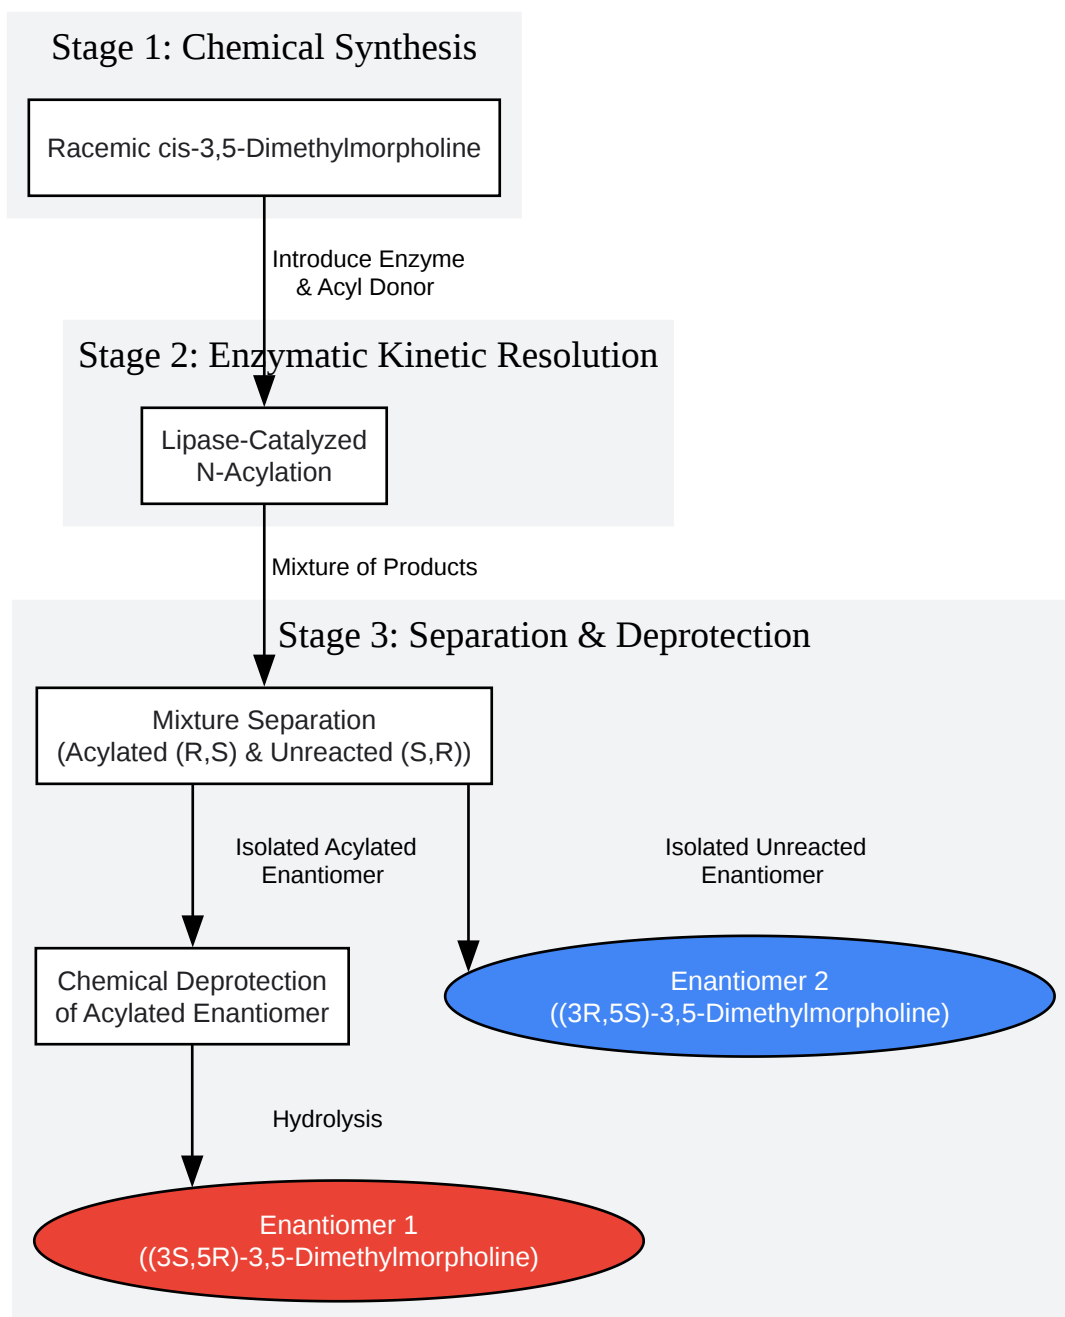 Stage 1: Chemical Synthesis
Racemic cis-3,5-Dimethylmorpholine
Introduce Enzyme
& Acyl Donor
Stage 2: Enzymatic Kinetic Resolution
Lipase-Catalyzed
N-Acylation
Mixture of Products
Stage 3: Separation & Deprotection
Mixture Separation
(Acylated (R,S) & Unreacted (S,R))
Isolated Acylated
Enantiomer
Isolated Unreacted
Enantiomer
Chemical Deprotection
of Acylated Enantiomer
Enantiomer 2
((3R,5S)-3,5-Dimethylmorpholine)
Hydrolysis
Enantiomer 1
((3S,5R)-3,5-Dimethylmorpholine)